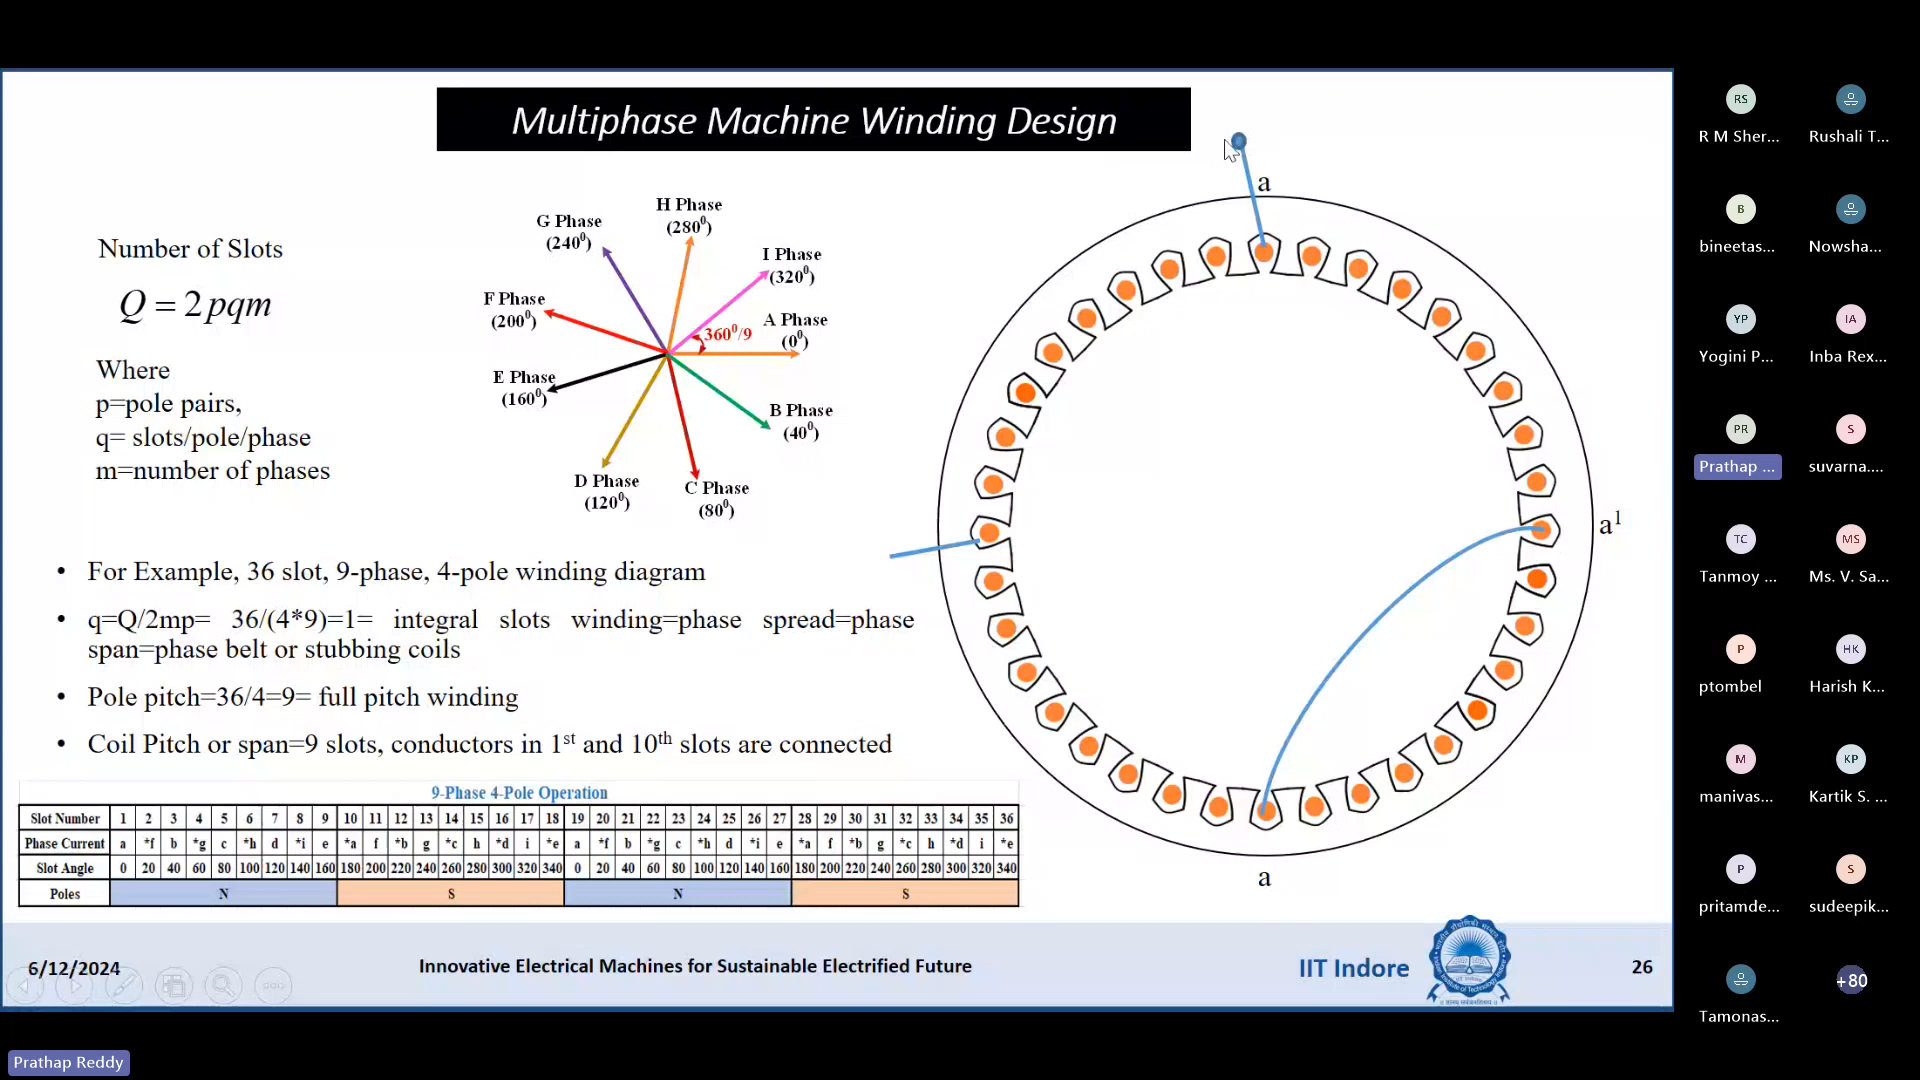 Multiphase Machine Winding Design
Number of Slots
Q = 2pqm
Where
p=pole pairs,
q= slots/pole/phase
m=number of phases
H Phase
(280⁰)
G Phase
(240⁰)
I Phase
(320⁰)
F Phase
(200⁰)
360⁰/9
A Phase
(0⁰)
E Phase
(160⁰)
B Phase
(40⁰)
D Phase
(120⁰)
C Phase
(80⁰)
a
a¹
a
• For Example, 36 slot, 9-phase, 4-pole winding diagram
• q=Q/2mp= 36/(4*9)=1= integral slots winding=phase spread=phase
span=phase belt or stubbing coils
• Pole pitch=36/4=9= full pitch winding
• Coil Pitch or span=9 slots, conductors in 1st and 10th slots are connected
9-Phase 4-Pole Operation
Slot Number 1 2 3 4 5 6 7 8 9 10 11 12 13 14 15 16 17 18 19 20 21 22 23 24 25 26 27 28 29 30 31 32 33 34 35 36
Phase Current a *f b *g c *h d *i e *a f *b g *c h *d i *e a *f b *g c *h d *i e *a f *b g *c h *d i *e
Slot Angle 0 20 40 60 80 100 120 140 160 180 200 220 240 260 280 300 320 340 0 20 40 60 80 100 120 140 160 180 200 220 240 260 280 300 320 340
Poles N S N S
6/12/2024
Innovative Electrical Machines for Sustainable Electrified Future
IIT Indore
26
Prathap Reddy
RS
R M Sher...
Rushali T...
B
bineetas...
Nowsha...
YP
Yogini P...
IA
Inba Rex...
PR
Prathap ...
S
suvarna....
TC
Tanmoy ...
MS
Ms. V. Sa...
P
ptombel
HK
Harish K...
M
manivas...
KP
Kartik S. ...
P
pritamde...
S
sudeepik...
Tamonas...
+80